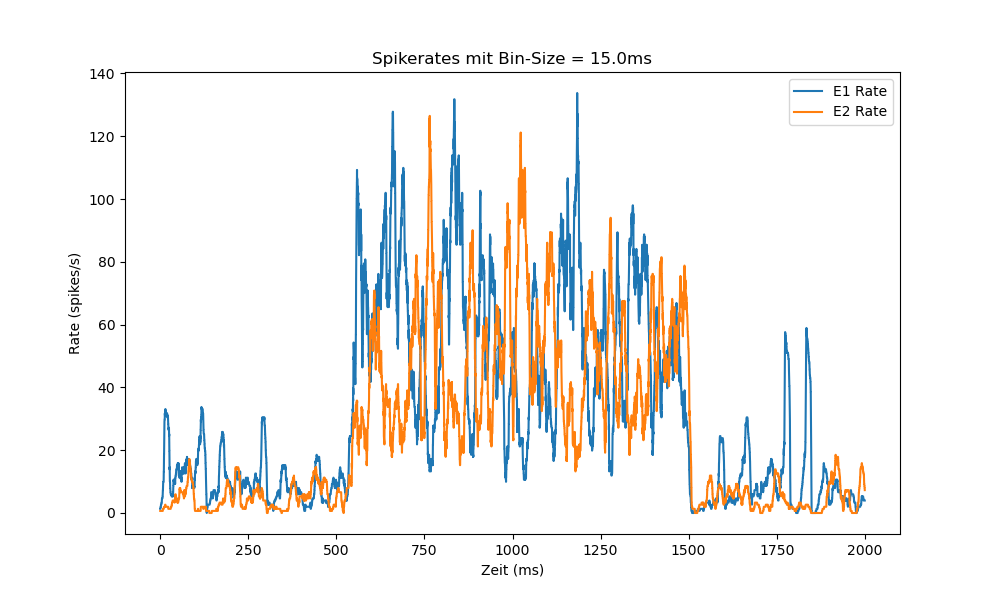 Spikerates mit Bin-Size = 15.0ms
E1 Rate
E2 Rate
Rate (spikes/s)
140
120
100
80
60
40
20
0
0 250 500 750 1000 1250 1500 1750 2000
Zeit (ms)